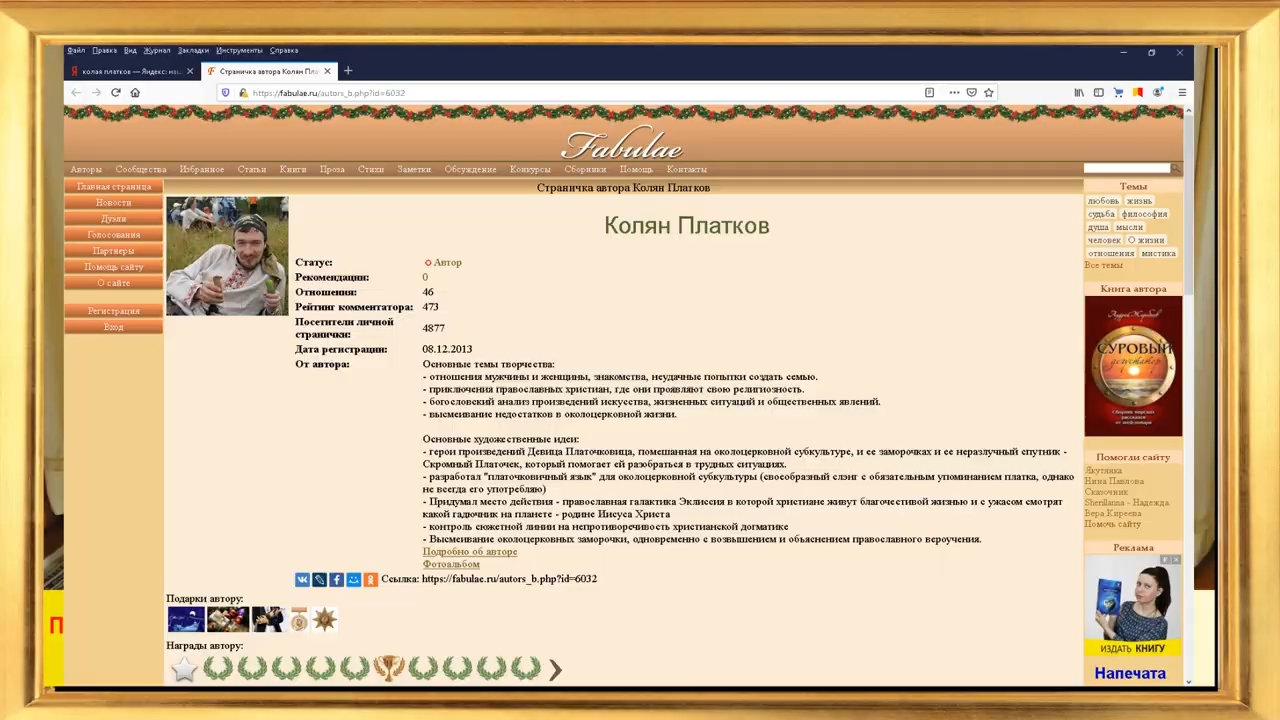 Файл Правка Вид Журнал Закладки Инструменты Справка
колая платков — Яндекс: наш
Страничка автора Колян Плат
https://fabulae.ru/autors_b.php?id=6032
Fabulae
Авторы Сообщества Избранное Статьи Книги Проза Стихи Заметки Обсуждение Конкурсы Сборники Помощь Контакты
Главная страница
Новости
Дуэли
Голосования
Партнеры
Помощь сайту
О сайте
Регистрация
Вход
Страничка автора Колян Платков
Колян Платков
Статус: Автор
Рекомендации: 0
Отношения: 46
Рейтинг комментатора: 473
Посетители личной странички: 4877
Дата регистрации: 08.12.2013
От автора: Основные темы творчества:
- отношения мужчины и женщины, знакомства, неудачные попытки создать семью.
- приключения православных христиан, где они проявляют свою религиозность.
- богословский анализ произведений искусства, жизненных ситуаций и общественных явлений.
- высмеивание недостатков в околоцерковной жизни.
Основные художественные идеи:
- герои произведений Девица Платочковица, помешанная на околоцерковной субкультуре, и ее заморочках и ее неразлучный спутник -
Скромный Платочек, который помогает ей разобраться в трудных ситуациях.
- разработал "платочковичный язык" для околоцерковной субкультуры (своеобразный слэнг с обязательным упоминанием платка, однако
не всегда его употребляю)
- Придумал место действия - православная галактика Эклиссия в которой христиане живут благочестивой жизнью и с ужасом смотрят
какой гадючник на планете - родине Иисуса Христа
- контроль сюжетной линии на непротиворечивость христианской догматике
- Высмеивание околоцерковных заморочки, одновременно с возвышением и объяснением православного вероучения.
Подробно об авторе
Фотоальбом
Ссылка: https://fabulae.ru/autors_b.php?id=6032
Подарки автору:
Награды автору:
Темы
любовь жизнь
судьба философия
душа мысли
человек О жизни
отношения мистика
Все темы
Книга автора
СУРОВЫЙ
дегустатор
Помогли сайту
Якутянка
Нина Павлова
Сказочник
Sherillanna - Надежда
Вера Киреева
Помочь сайту
Реклама
ИЗДАТЬ КНИГУ
Напечата
П